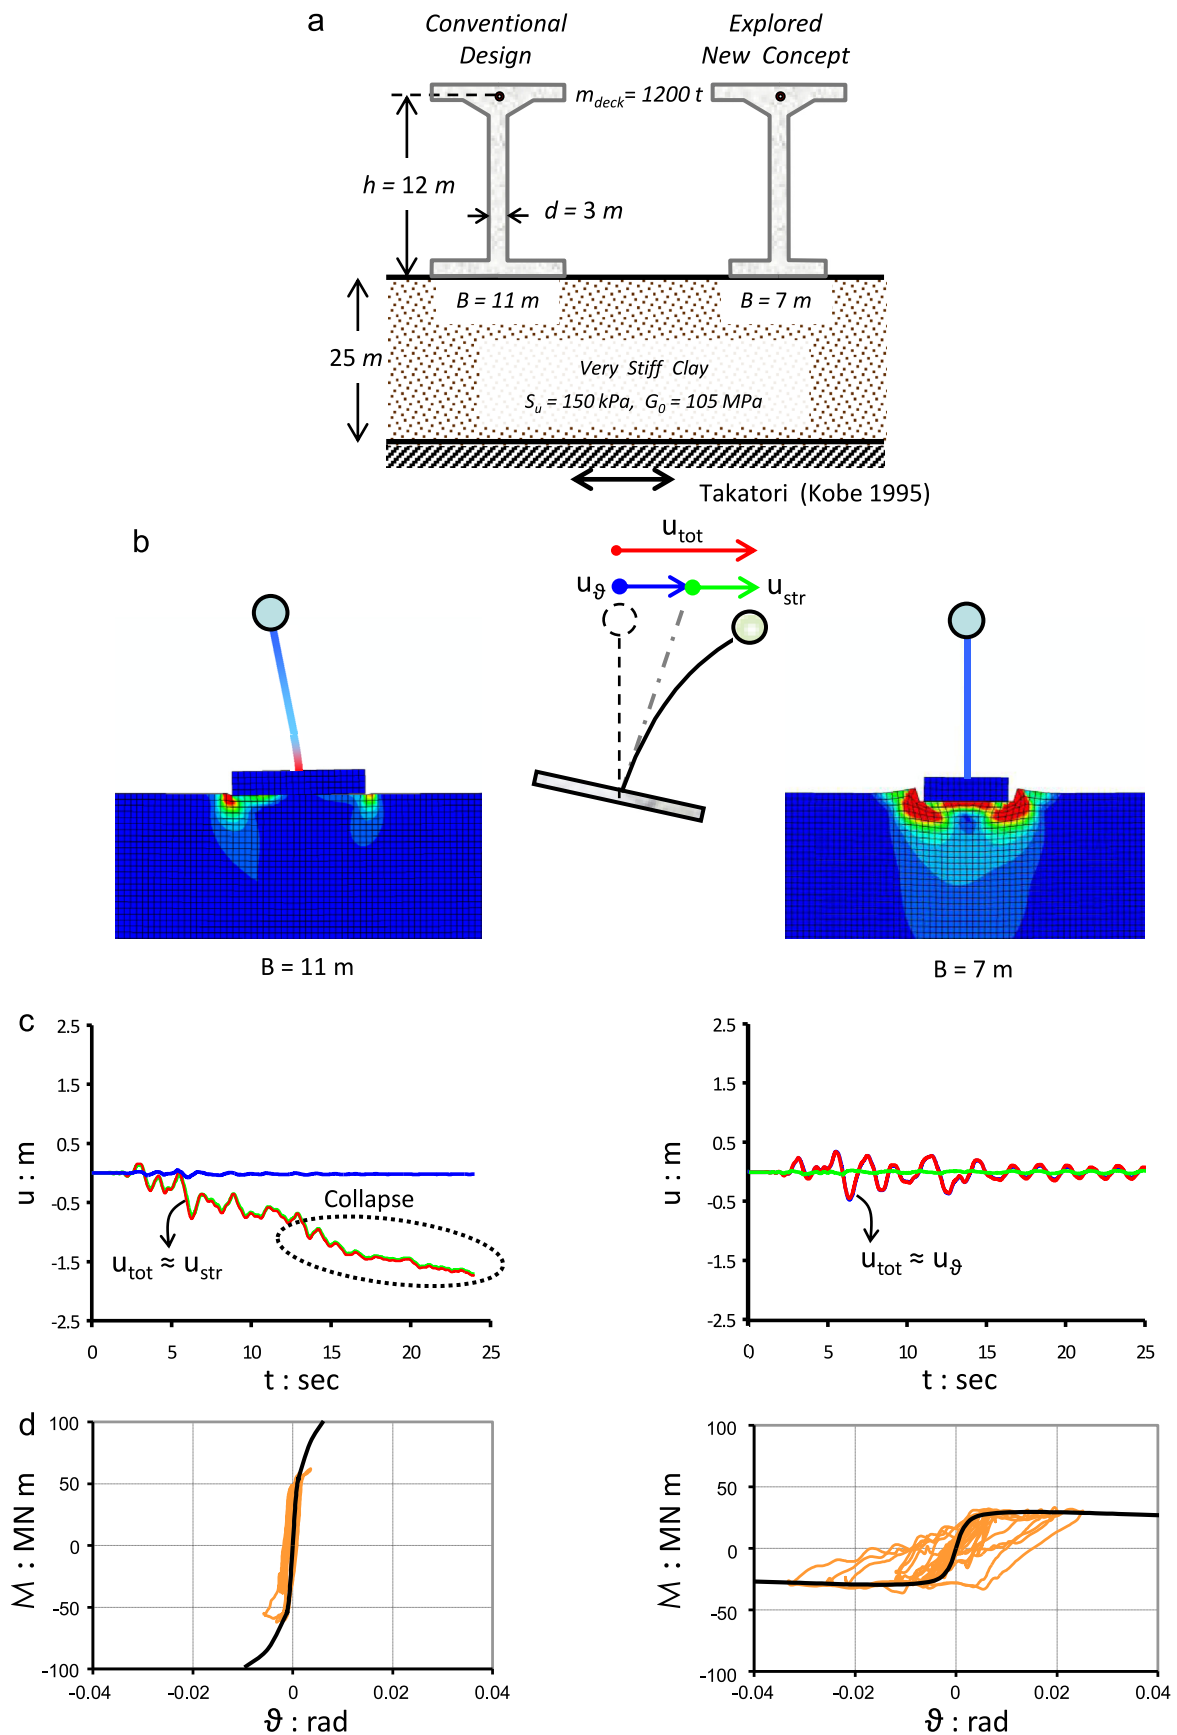 a
Conventional
Design
Explored
New Concept
m_deck = 1200 t
h = 12 m
d = 3 m
B = 11 m
B = 7 m
25 m
Very Stiff Clay
S_u = 150 kPa, G_0 = 105 MPa
Takatori (Kobe 1995)
b
u_tot
u_ϑ
u_str
B = 11 m
B = 7 m
c
2.5
1.5
0.5
-0.5
-1.5
-2.5
u : m
Collapse
u_tot ≈ u_str
0 5 10 15 20 25
t : sec
2.5
1.5
0.5
-0.5
-1.5
-2.5
u : m
u_tot ≈ u_ϑ
0 5 10 15 20 25
t : sec
d
100
50
0
-50
-100
M : MN m
-0.04 -0.02 0 0.02 0.04
ϑ : rad
100
50
0
-50
-100
M : MN m
-0.04 -0.02 0 0.02 0.04
ϑ : rad